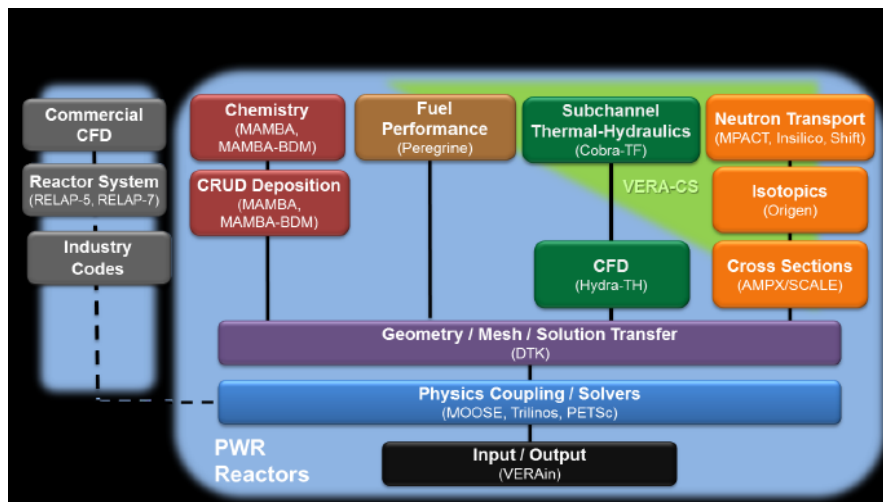 Commercial
CFD
Reactor System
(RELAP-5, RELAP-7)
Industry
Codes
Chemistry
(MAMBA,
MAMBA-BDM)
CRUD Deposition
(MAMBA,
MAMBA-BDM)
Fuel
Performance
(Peregrine)
Subchannel
Thermal-Hydraulics
(Cobra-TF)
Neutron Transport
(MPACT, Insilico, Shift)
VERA-CS
Isotopics
(Origen)
CFD
(Hydra-TH)
Cross Sections
(AMPX/SCALE)
Geometry / Mesh / Solution Transfer
(DTK)
Physics Coupling / Solvers
(MOOSE, Trilinos, PETSc)
PWR
Reactors
Input / Output
(VERAin)